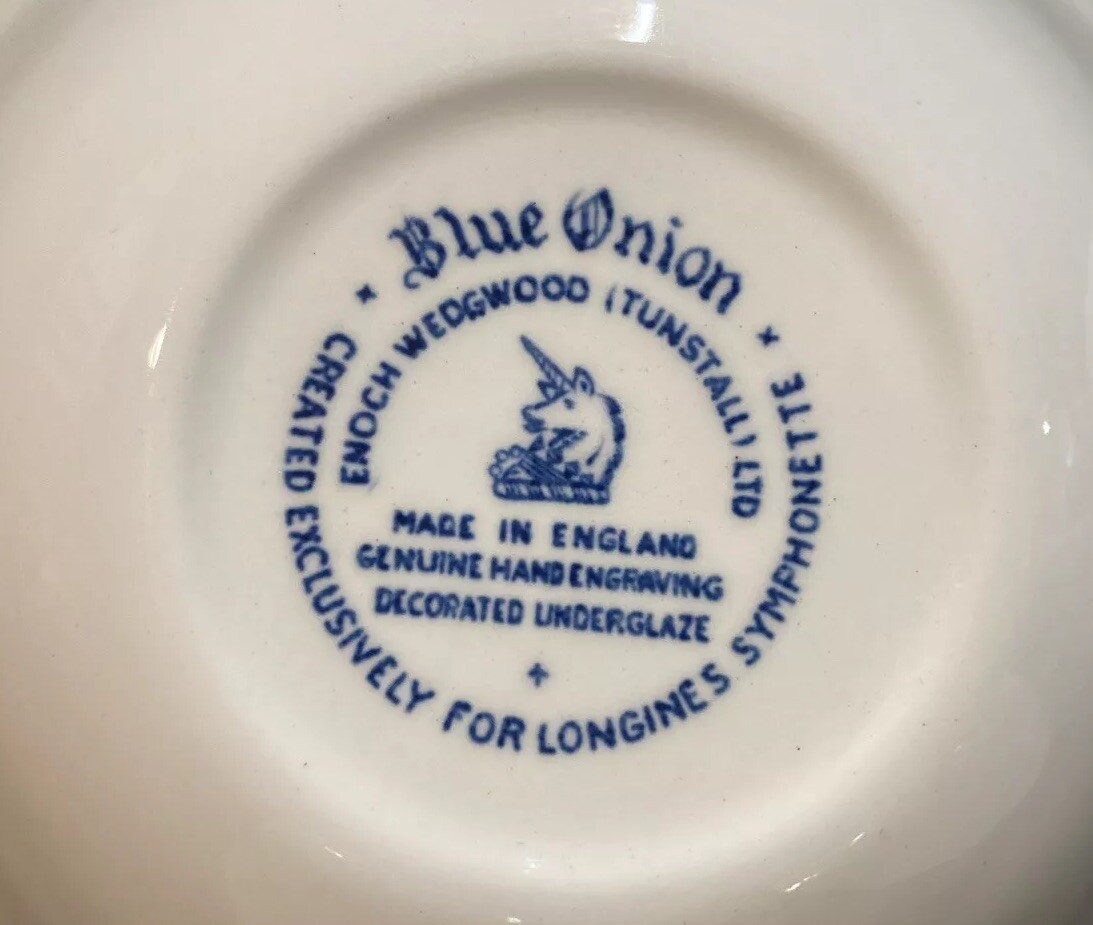 Blue Onion
ENOCH WEDGWOOD (TUNSTALL) LTD
MADE IN ENGLAND
GENUINE HAND ENGRAVING
DECORATED UNDERGLAZE
CREATED EXCLUSIVELY FOR LONGINES SYMPHONETTE